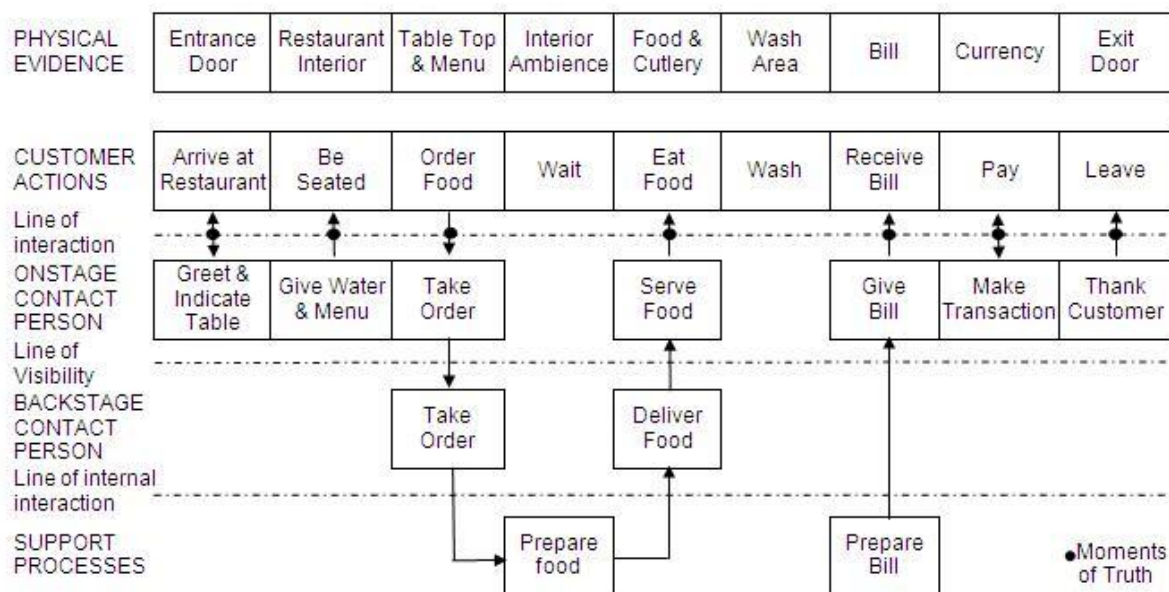 PHYSICAL
EVIDENCE
Entrance
Door
Restaurant
Interior
Table Top
& Menu
Interior
Ambience
Food &
Cutlery
Wash
Area
Bill
Currency
Exit
Door
CUSTOMER
ACTIONS
Arrive at
Restaurant
Be
Seated
Order
Food
Wait
Eat
Food
Wash
Receive
Bill
Pay
Leave
Line of
interaction
ONSTAGE
CONTACT
PERSON
Greet &
Indicate
Table
Give Water
& Menu
Take
Order
Serve
Food
Give
Bill
Make
Transaction
Thank
Customer
Line of
Visibility
BACKSTAGE
CONTACT
PERSON
Take
Order
Deliver
Food
Line of internal
interaction
SUPPORT
PROCESSES
Prepare
food
Prepare
Bill
Moments
of Truth